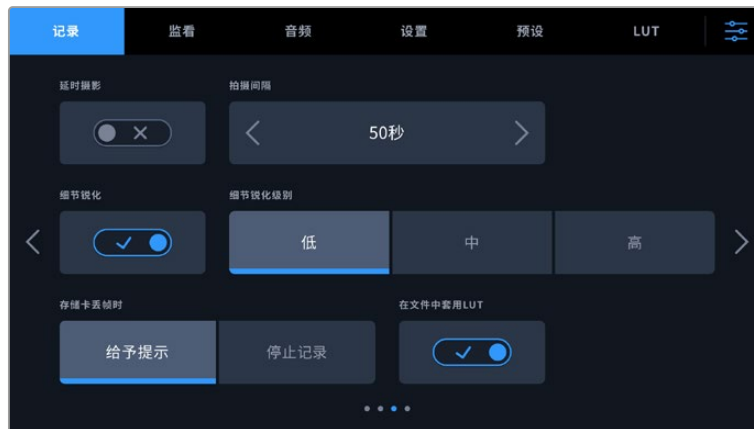 记录 监看 音频 设置 预设 LUT
延时摄影 拍摄间隔
50秒
细节锐化 细节锐化级别
低 中 高
存储卡丢帧时 在文件中套用LUT
给予提示 停止记录